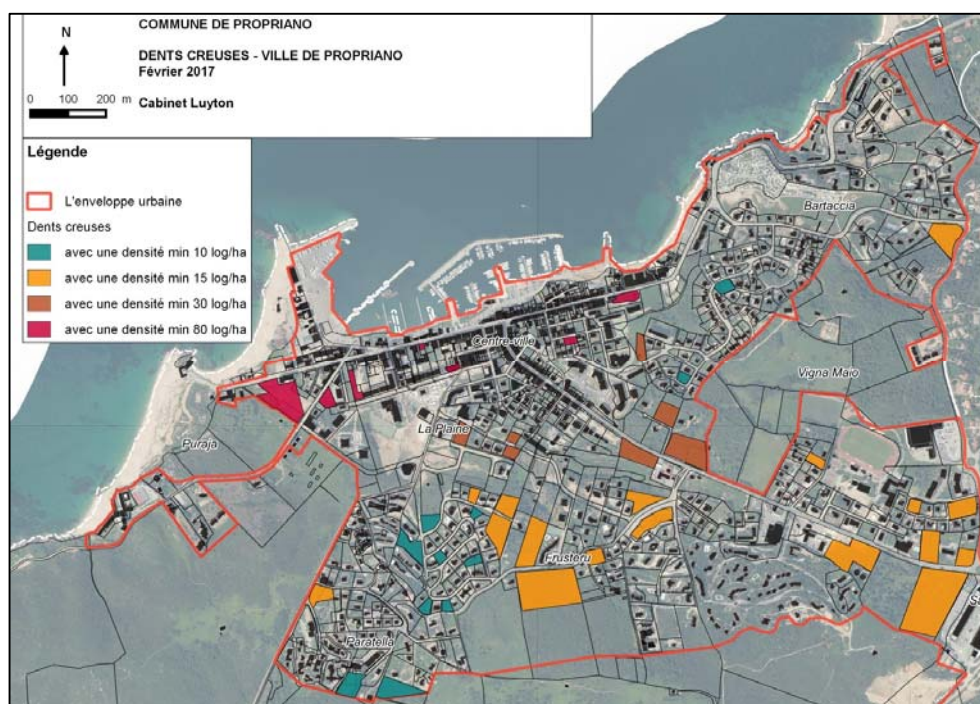 COMMUNE DE PROPRIANO
N
DENTS CREUSES - VILLE DE PROPRIANO
Février 2017
0 100 200 m
Cabinet Luyton
Légende
L'enveloppe urbaine
Dents creuses
avec une densité min 10 log/ha
avec une densité min 15 log/ha
avec une densité min 30 log/ha
avec une densité min 80 log/ha
Bartaccia
Centre-ville
Vigna Maio
La Plaine
Puraja
Frusteru
Paratella